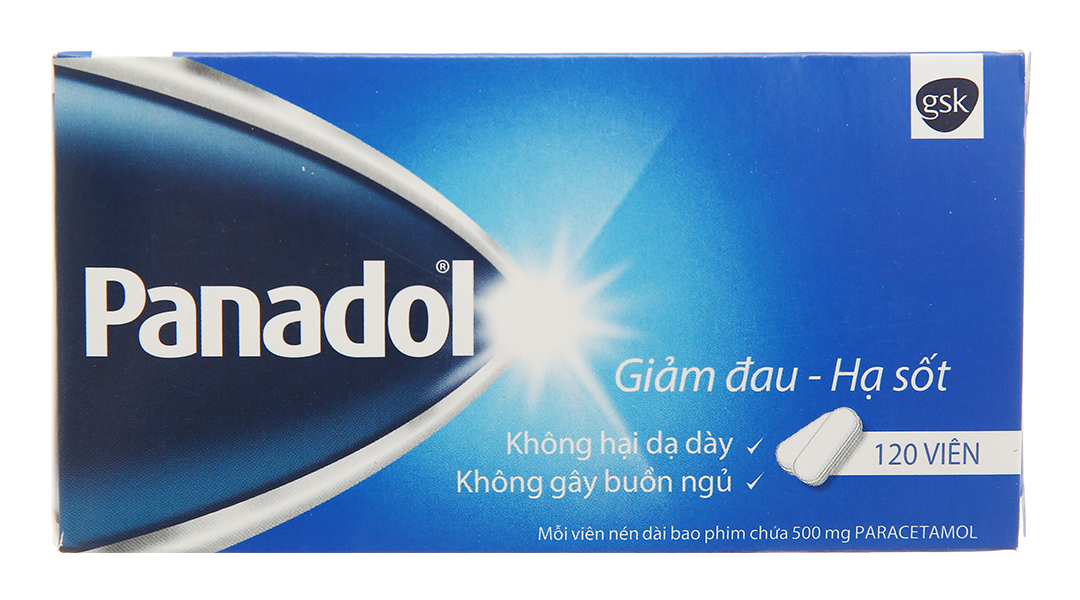 gsk
Panadol®
Giảm đau - Hạ sốt
Không hại dạ dày ✓
Không gây buồn ngủ ✓
120 VIÊN
Mỗi viên nén dài bao phim chứa 500 mg PARACETAMOL